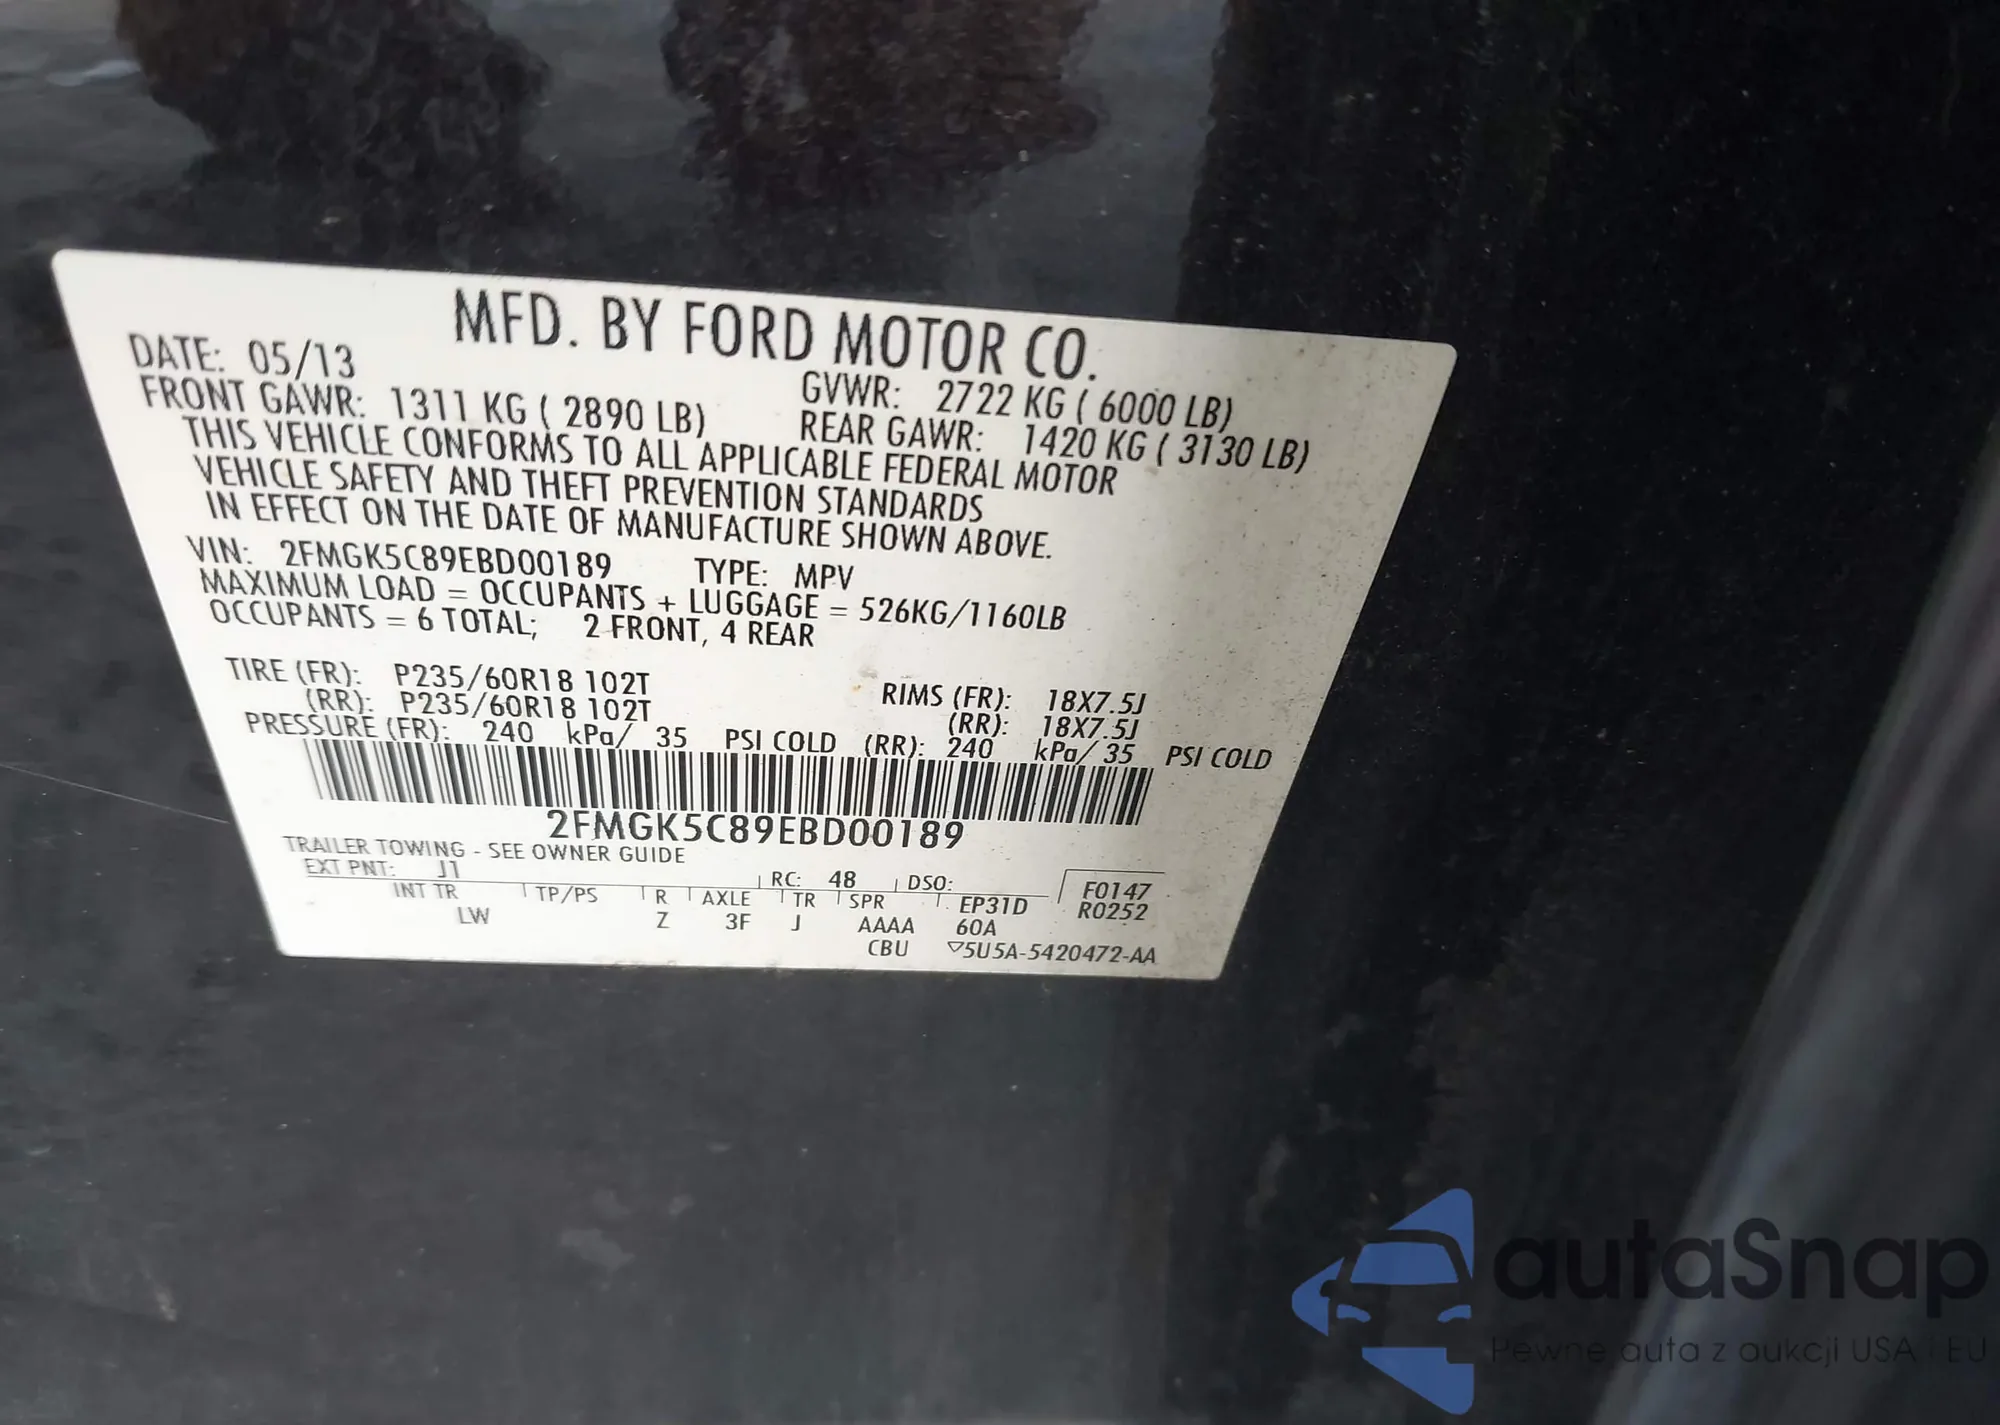 MFD. BY FORD MOTOR CO.
DATE: 05/13 GVWR: 2722 KG ( 6000 LB)
FRONT GAWR: 1311 KG ( 2890 LB) REAR GAWR: 1420 KG ( 3130 LB)
THIS VEHICLE CONFORMS TO ALL APPLICABLE FEDERAL MOTOR
VEHICLE SAFETY AND THEFT PREVENTION STANDARDS
IN EFFECT ON THE DATE OF MANUFACTURE SHOWN ABOVE.
VIN: 2FMGK5C89EBD00189 TYPE: MPV
MAXIMUM LOAD = OCCUPANTS + LUGGAGE = 526KG/1160LB
OCCUPANTS = 6 TOTAL; 2 FRONT, 4 REAR
TIRE (FR): P235/60R18 102T RIMS (FR): 18X7.5J
(RR): P235/60R18 102T (RR): 18X7.5J
PRESSURE (FR): 240 kPa/ 35 PSI COLD (RR): 240 kPa/ 35 PSI COLD
2FMGK5C89EBD00189
TRAILER TOWING - SEE OWNER GUIDE
EXT PNT: J1 RC: 48 DSO: F0147
INT TR TP/PS R AXLE TR SPR EP31D R0252
LW Z 3F J AAAA 60A
CBU ▽5U5A-5420472-AA
autaSnap
Pewne auta z aukcji USA i EU